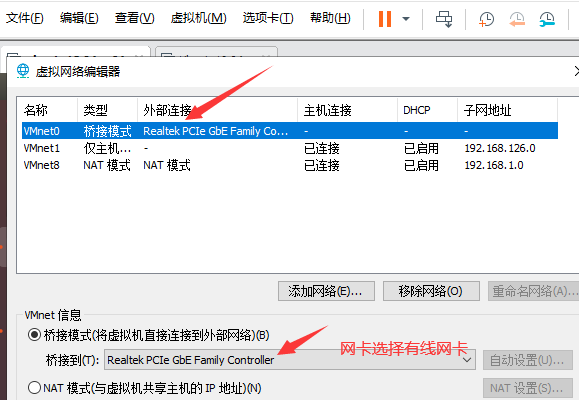 文件(F) 编辑(E) 查看(V) 虚拟机(M) 选项卡(T) 帮助(H)
虚拟网络编辑器
名称 类型 外部连接 主机连接 DHCP 子网地址
VMnet0 桥接模式 Realtek PCIe GbE Family Co... - - -
VMnet1 仅主机... - 已连接 已启用 192.168.126.0
VMnet8 NAT 模式 NAT 模式 已连接 已启用 192.168.1.0
添加网络(E)... 移除网络(O) 重命名网络(A)...
VMnet 信息
桥接模式(将虚拟机直接连接到外部网络)(B)
网卡选择有线网卡
桥接到(T): Realtek PCIe GbE Family Controller 自动设置(U)...
NAT 模式(与虚拟机共享主机的 IP 地址)(N) NAT 设置(S)...